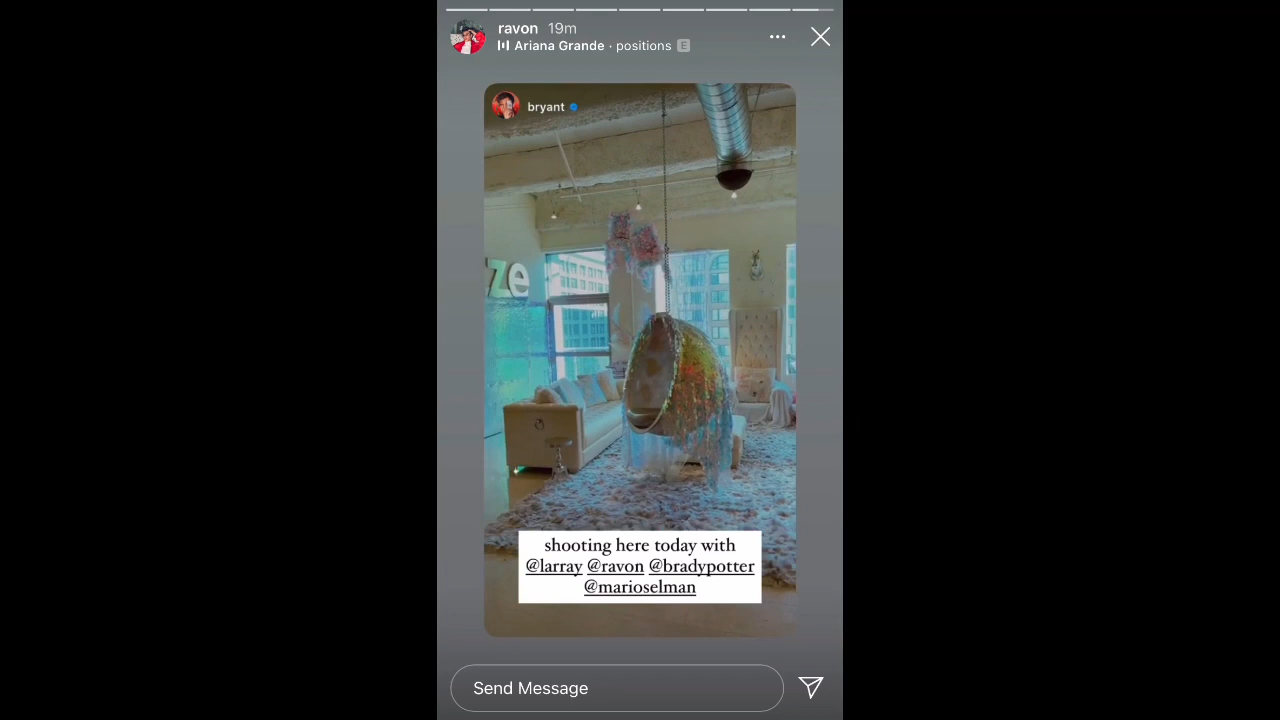 ravon 19m
Ariana Grande · positions E
bryant
ze
shooting here today with
@larray @ravon @bradypotter
@marioselman
Send Message